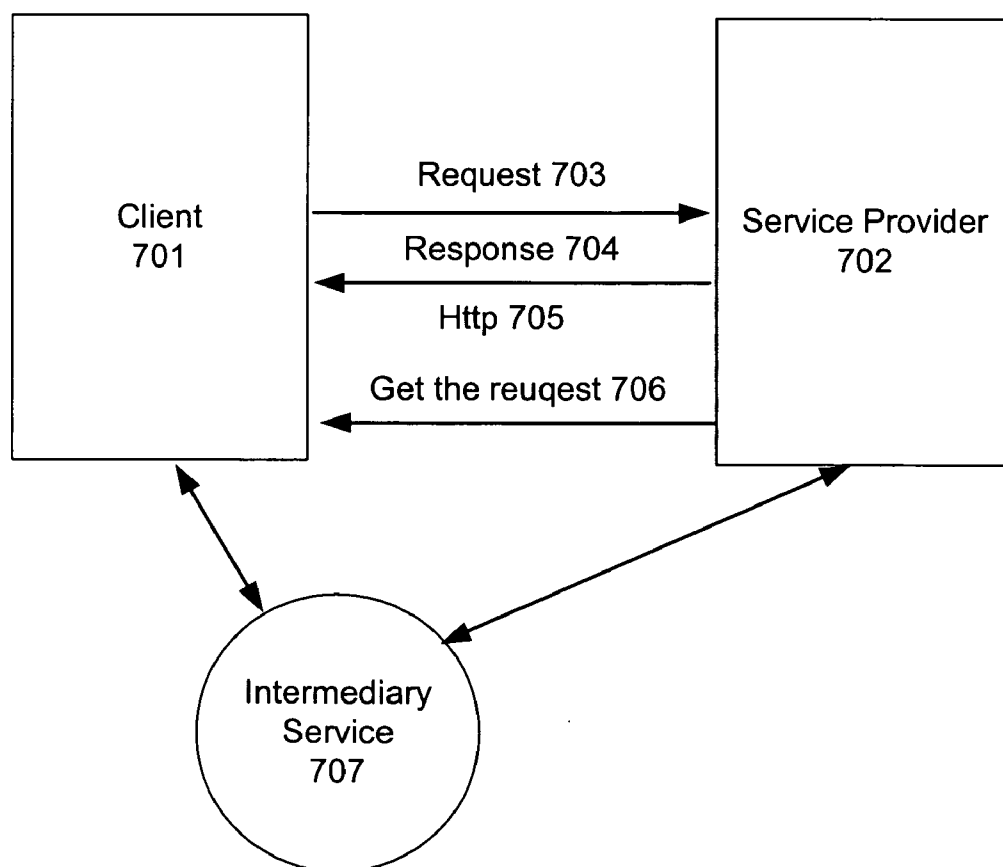 Client
701
Request 703
Response 704
Http 705
Get the reuqest 706
Service Provider
702
Intermediary
Service
707